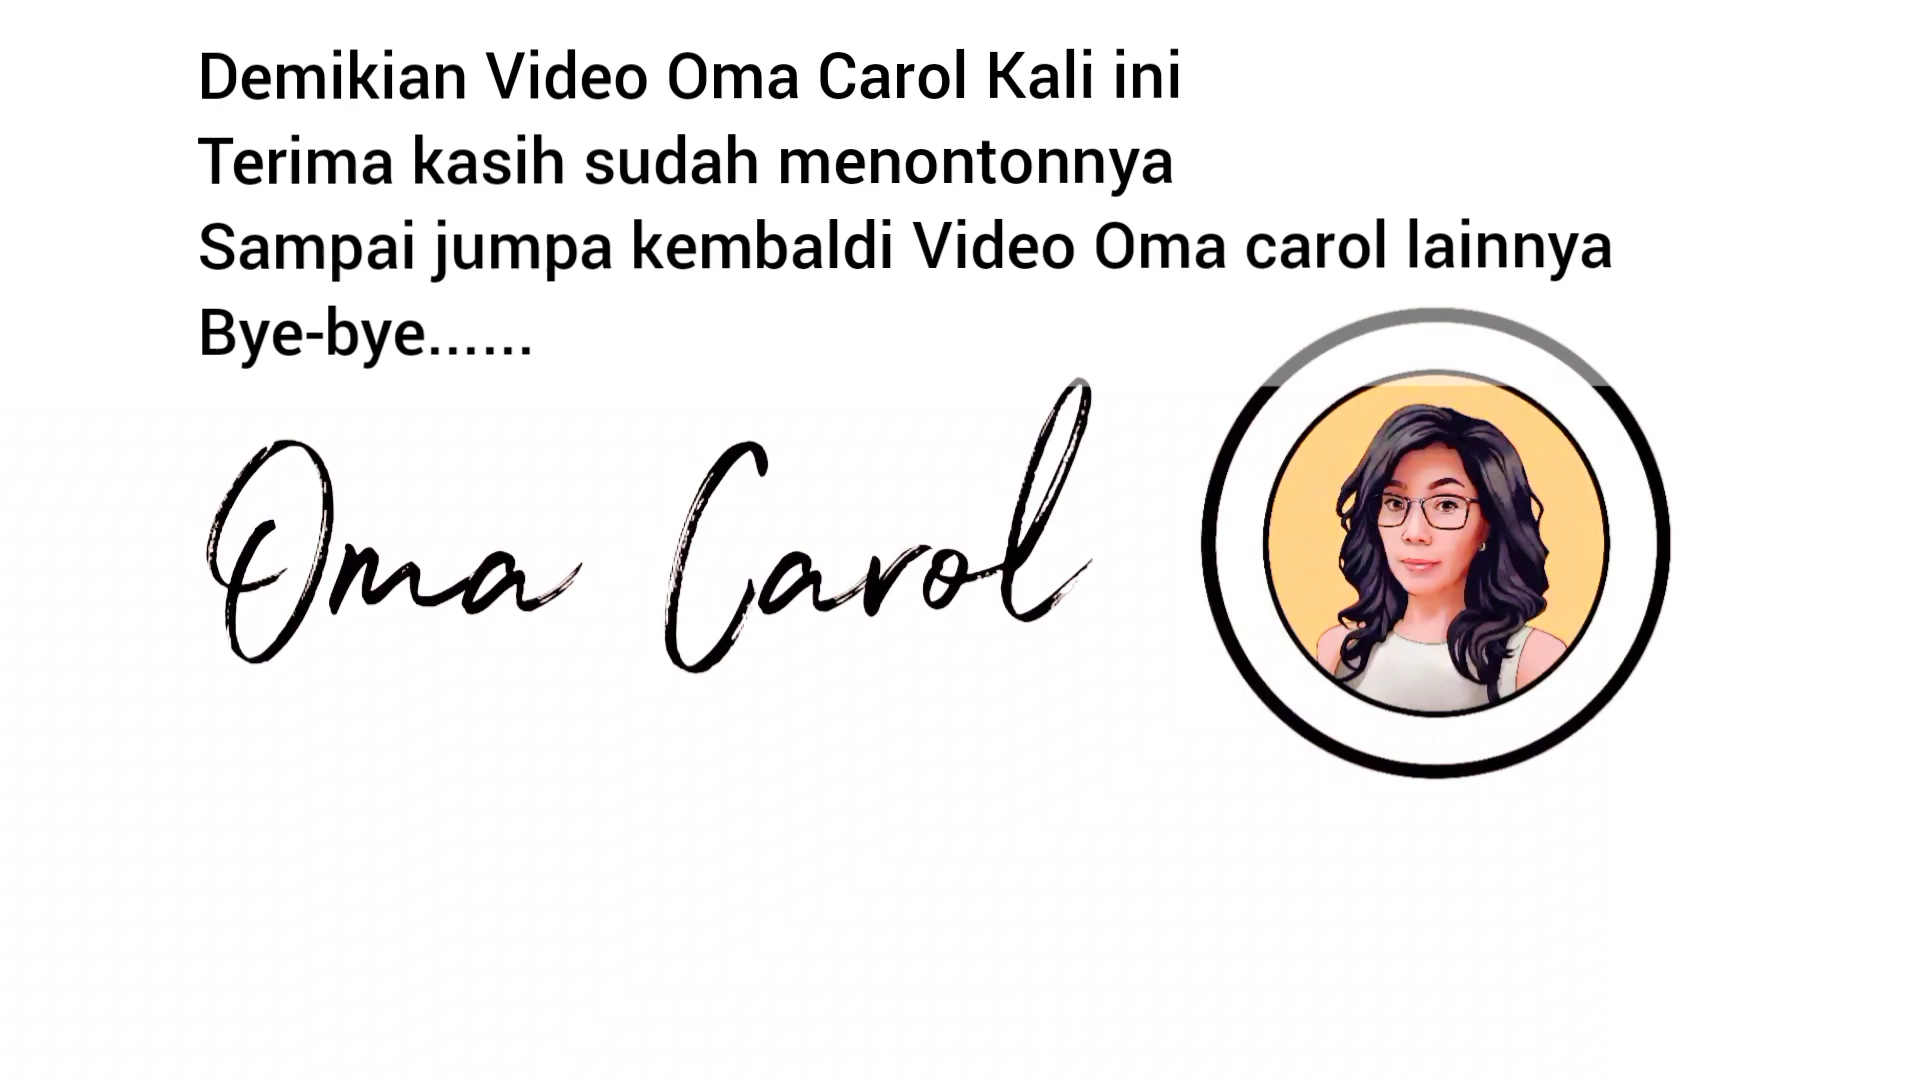 Demikian Video Oma Carol Kali ini
Terima kasih sudah menontonnya
Sampai jumpa kembaldi Video Oma carol lainnya
Bye-bye......
Oma Carol